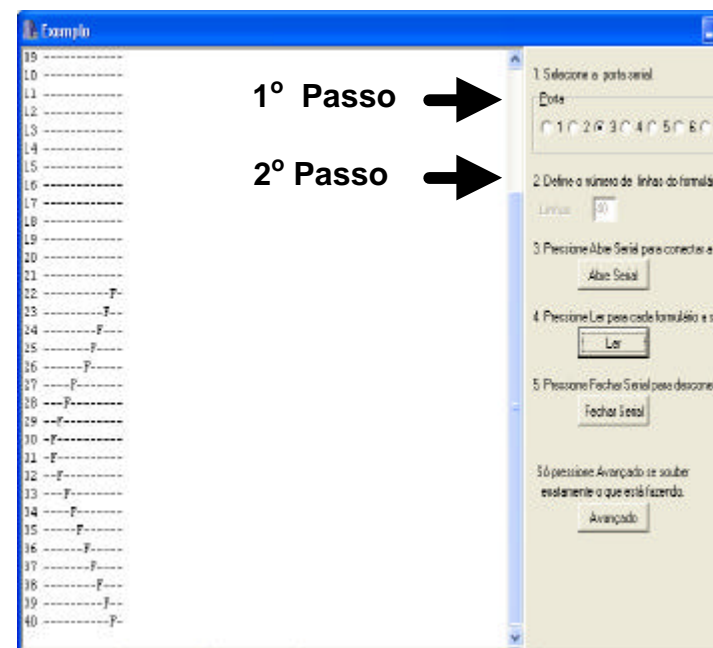 Exemplo
09 ------------
10 ------------
11 ------------
12 ------------
13 ------------
14 ------------
15 ------------
16 ------------
17 ------------
18 ------------
19 ------------
20 ------------
21 ------------
22 ----------F-
23 ---------F--
24 --------F---
25 -------F----
26 ------F-----
27 ----F-------
28 ---F--------
29 --F---------
30 -F----------
31 -F----------
32 --F---------
33 ---F--------
34 ----F-------
35 -----F------
36 ------F-----
37 -------F----
38 --------F---
39 ---------F--
40 ----------F-
1º Passo
2º Passo
1. Selecione a porta serial
Porta
1 2 3 4 5 6
2. Define o número de linhas do formulá
Linhas 40
3. Pressione Abre Serial para conectar a
Abre Serial
4. Pressione Ler para cada formulário a s
Ler
5. Pressione Fechar Serial para descone
Fechar Serial
Só pressione Avançado se souber
exatamente o que está fazendo.
Avançado